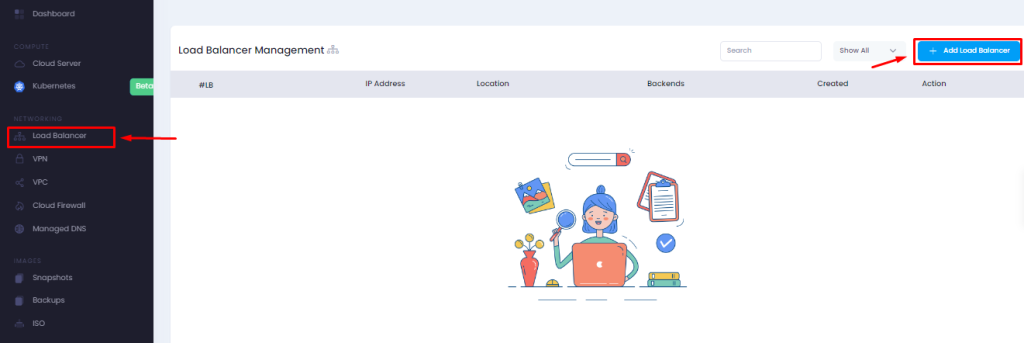 Dashboard
COMPUTE
Cloud Server
Kubernetes
Beta
NETWORKING
Load Balancer
VPN
VPC
Cloud Firewall
Managed DNS
IMAGES
Snapshots
Backups
ISO
Load Balancer Management
Search
Show All
+ Add Load Balancer
#LB IP Address Location Backends Created Action